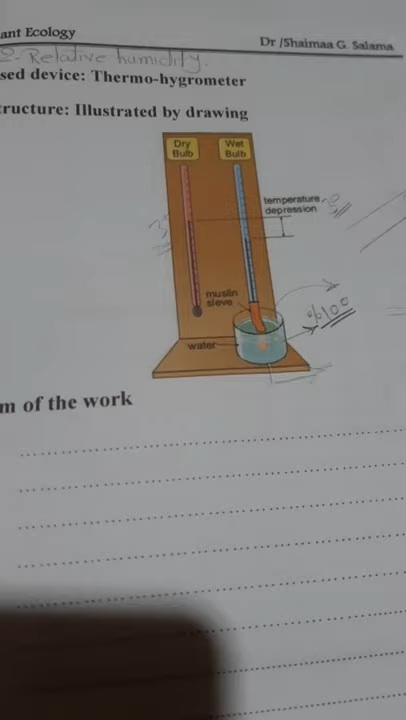 ant Ecology
Dr /Shaimaa G. Salama
2- Relative humidity.
sed device: Thermo-hygrometer
tructure: Illustrated by drawing
Dry
Bulb
Wet
Bulb
temperature
depression
muslin
sleve
%100
water
m of the work